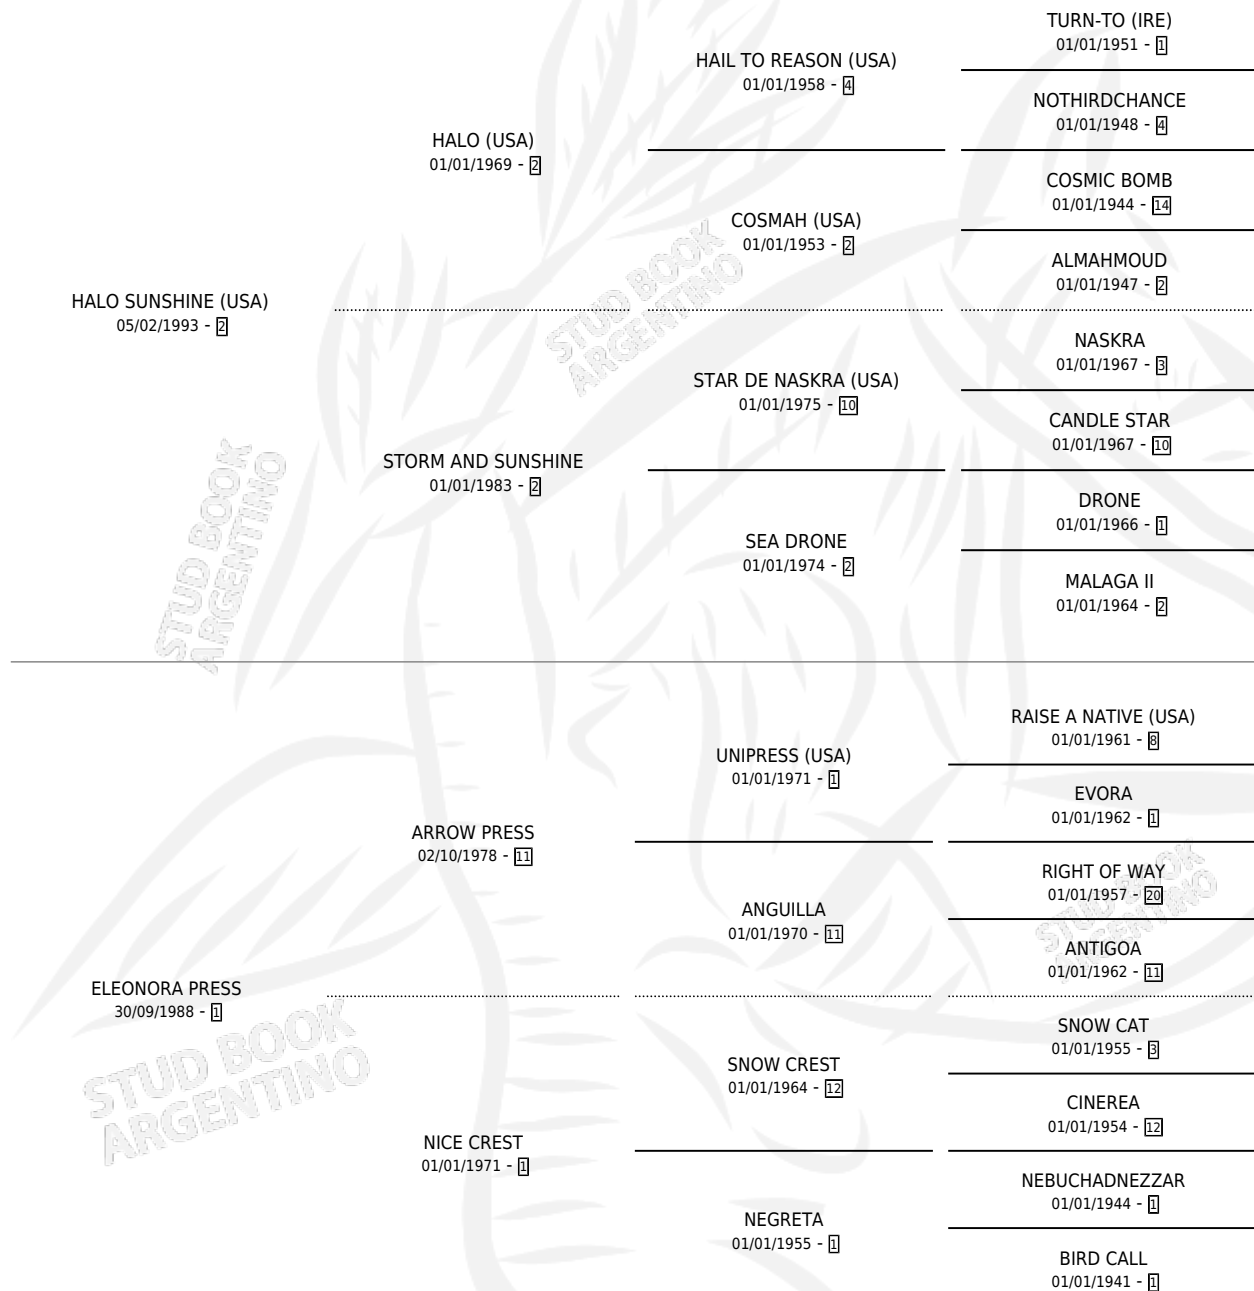 TURN-TO (IRE)
01/01/1951 - 1
HAIL TO REASON (USA)
01/01/1958 - 4
NOTHIRDCHANCE
01/01/1948 - 4
HALO (USA)
01/01/1969 - 2
COSMIC BOMB
01/01/1944 - 14
COSMAH (USA)
01/01/1953 - 2
ALMAHMOUD
01/01/1947 - 2
HALO SUNSHINE (USA)
05/02/1993 - 2
NASKRA
01/01/1967 - 3
STAR DE NASKRA (USA)
01/01/1975 - 10
CANDLE STAR
01/01/1967 - 10
STORM AND SUNSHINE
01/01/1983 - 2
DRONE
01/01/1966 - 1
SEA DRONE
01/01/1974 - 2
MALAGA II
01/01/1964 - 2
STUD BOOK
ARGENTINO
STUD BOOK
ARGENTINO
RAISE A NATIVE (USA)
01/01/1961 - 8
UNIPRESS (USA)
01/01/1971 - 1
EVORA
01/01/1962 - 1
ARROW PRESS
02/10/1978 - 11
RIGHT OF WAY
01/01/1957 - 20
ANGUILLA
01/01/1970 - 11
ANTIGOA
01/01/1962 - 11
STUD BOOK
ARGENTINO
ELEONORA PRESS
30/09/1988 - 1
SNOW CAT
01/01/1955 - 3
SNOW CREST
01/01/1964 - 12
CINEREA
01/01/1954 - 12
NICE CREST
01/01/1971 - 1
NEBUCHADNEZZAR
01/01/1944 - 1
NEGRETA
01/01/1955 - 1
BIRD CALL
01/01/1941 - 1
STUD BOOK
ARGENTINO